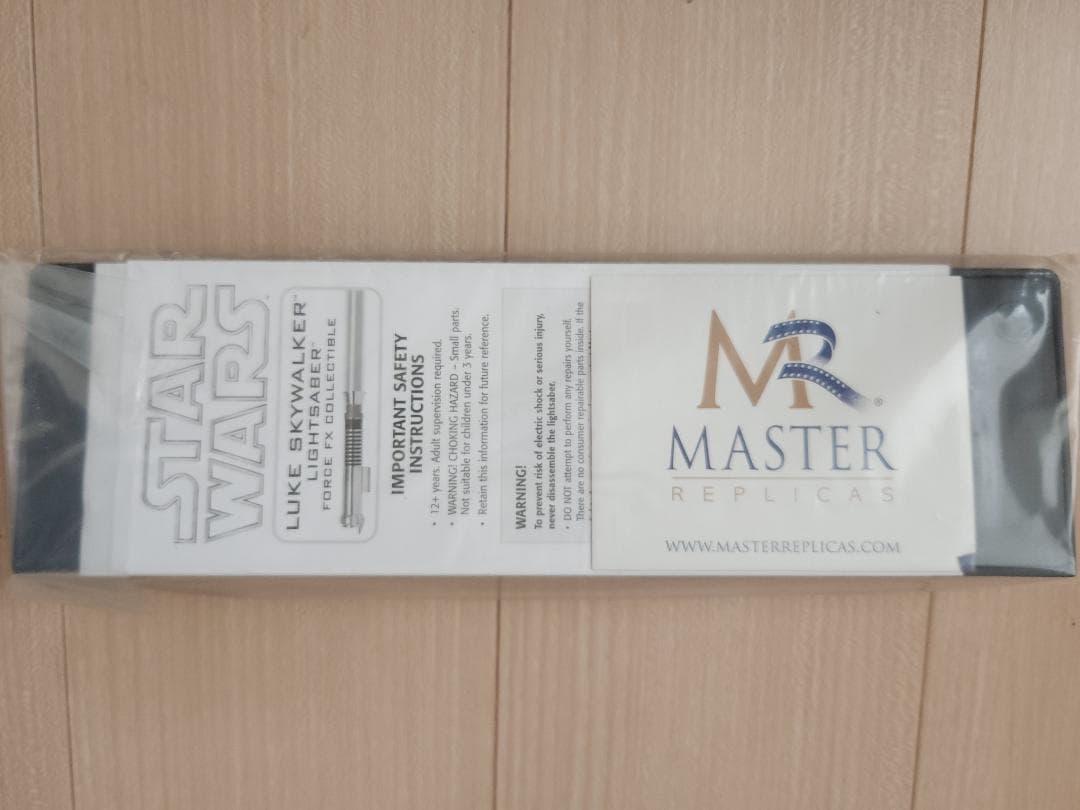 STAR
WARS™
LUKE SKYWALKER™
LIGHTSABER™
FORCE FX COLLECTIBLE
IMPORTANT SAFETY
INSTRUCTIONS
• 12+ years. Adult supervision required.
• WARNING! CHOKING HAZARD – Small parts.
Not suitable for children under 3 years.
• Retain this information for future reference.
WARNING!
To prevent risk of electric shock or serious injury,
never disassemble the lightsaber.
• DO NOT attempt to perform any repairs yourself.
There are no consumer repairable parts inside. If the
MR®
MASTER
REPLICAS
WWW.MASTERREPLICAS.COM